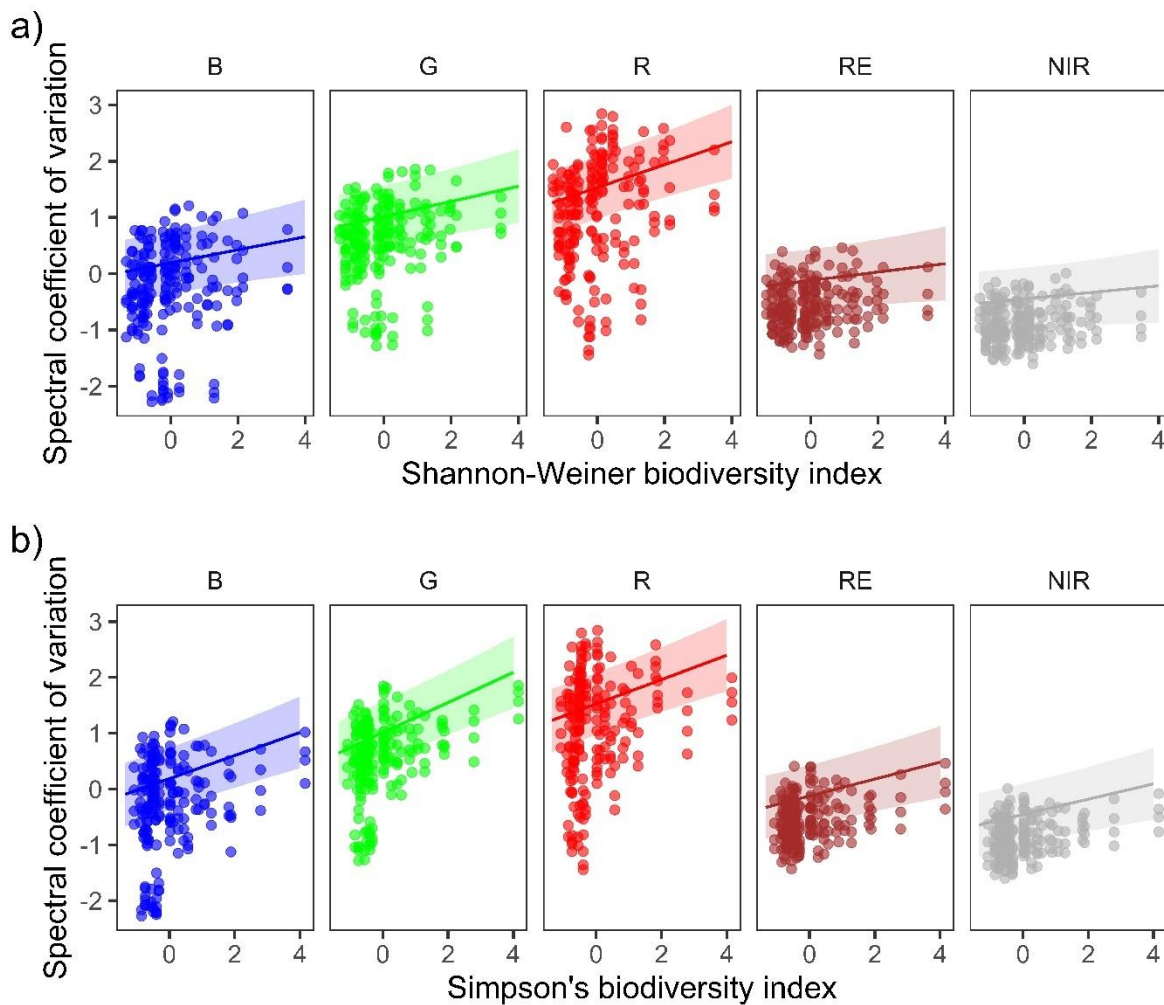 a)
B G R RE NIR
Spectral coefficient of variation
3
2
1
0
-1
-2
0 2 4 0 2 4 0 2 4 0 2 4 0 2 4
Shannon-Weiner biodiversity index
b)
B G R RE NIR
Spectral coefficient of variation
3
2
1
0
-1
-2
0 2 4 0 2 4 0 2 4 0 2 4 0 2 4
Simpson's biodiversity index